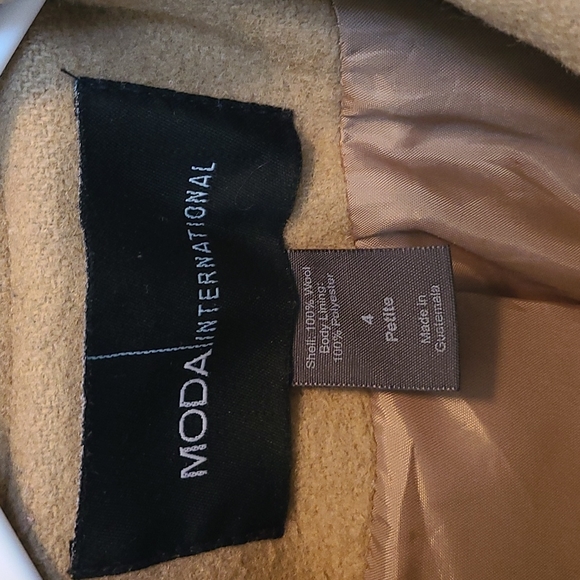 MODA INTERNATIONAL
Shell: 100% Wool
Body Lining:
100% Polyester
4
Petite
Made in
Guatemala